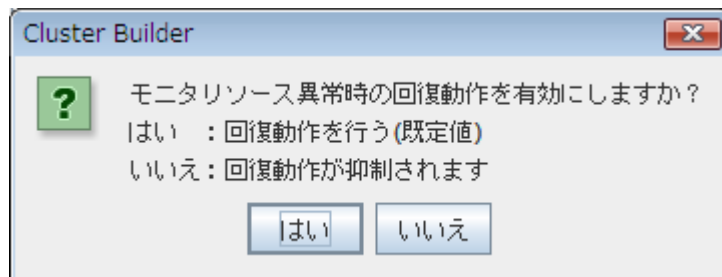 Cluster Builder
モニタリソース異常時の回復動作を有効にしますか？
はい　：回復動作を行う(既定値)
いいえ：回復動作が抑制されます
はい いいえ